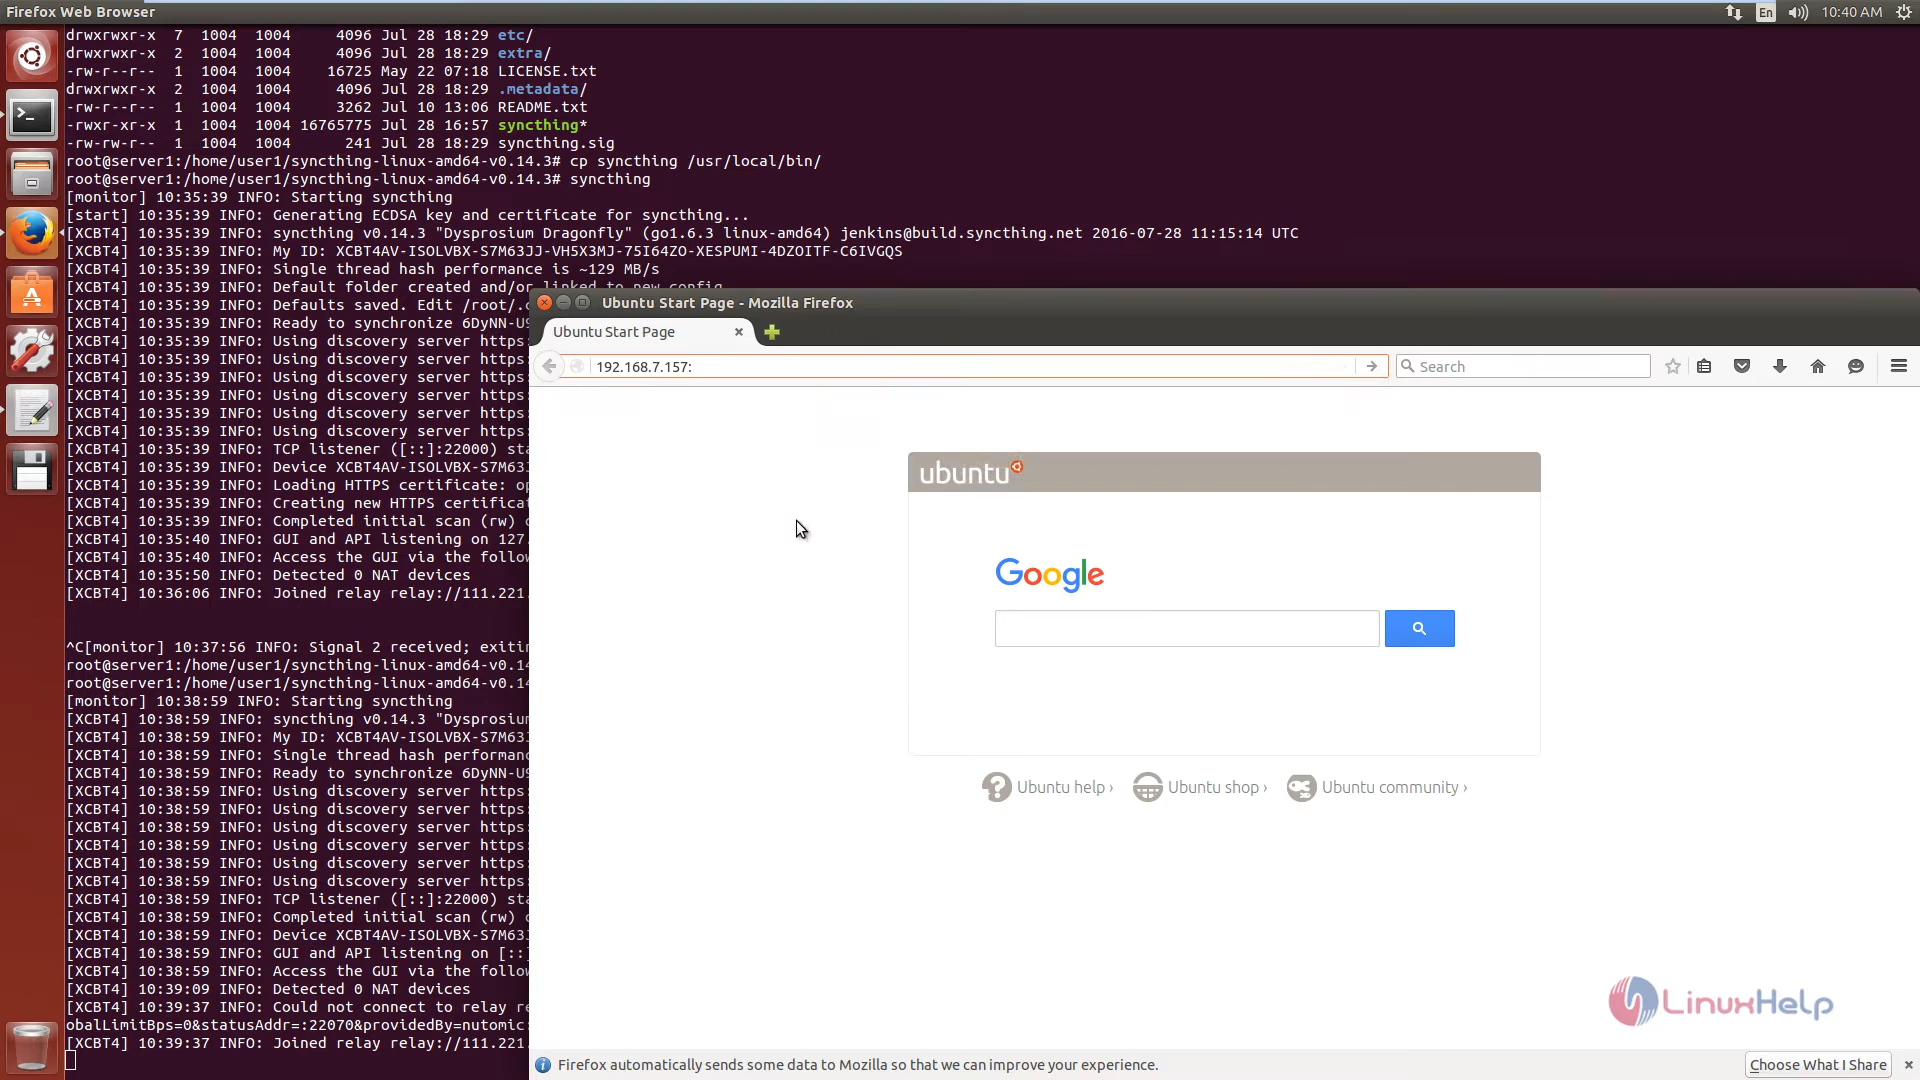 Firefox Web Browser
En
10:40 AM
drwxrwxr-x 7 1004 1004 4096 Jul 28 18:29 etc/
drwxrwxr-x 2 1004 1004 4096 Jul 28 18:29 extra/
-rw-r--r-- 1 1004 1004 16725 May 22 07:18 LICENSE.txt
drwxrwxr-x 2 1004 1004 4096 Jul 28 18:29 .metadata/
-rw-r--r-- 1 1004 1004 3262 Jul 10 13:06 README.txt
-rwxr-xr-x 1 1004 1004 16765775 Jul 28 16:57 syncthing*
-rw-rw-r-- 1 1004 1004 241 Jul 28 18:29 syncthing.sig
root@server1:/home/user1/syncthing-linux-amd64-v0.14.3# cp syncthing /usr/local/bin/
root@server1:/home/user1/syncthing-linux-amd64-v0.14.3# syncthing
[monitor] 10:35:39 INFO: Starting syncthing
[start] 10:35:39 INFO: Generating ECDSA key and certificate for syncthing...
[XCBT4] 10:35:39 INFO: syncthing v0.14.3 "Dysprosium Dragonfly" (go1.6.3 linux-amd64) jenkins@build.syncthing.net 2016-07-28 11:15:14 UTC
[XCBT4] 10:35:39 INFO: My ID: XCBT4AV-ISOLVBX-S7M63JJ-VH5X3MJ-75I64ZO-XESPUMI-4DZOITF-C6IVGQS
[XCBT4] 10:35:39 INFO: Single thread hash performance is ~129 MB/s
[XCBT4] 10:35:39 INFO: Default folder created and/or linked to new config
[XCBT4] 10:35:39 INFO: Defaults saved. Edit /root/.
[XCBT4] 10:35:39 INFO: Ready to synchronize 6DyNN-U9
[XCBT4] 10:35:39 INFO: Using discovery server https:
[XCBT4] 10:35:39 INFO: Using discovery server https:
[XCBT4] 10:35:39 INFO: Using discovery server https:
[XCBT4] 10:35:39 INFO: Using discovery server https:
[XCBT4] 10:35:39 INFO: Using discovery server https:
[XCBT4] 10:35:39 INFO: Using discovery server https:
[XCBT4] 10:35:39 INFO: TCP listener ([::]:22000) sta
[XCBT4] 10:35:39 INFO: Device XCBT4AV-ISOLVBX-S7M63J
[XCBT4] 10:35:39 INFO: Loading HTTPS certificate: op
[XCBT4] 10:35:39 INFO: Creating new HTTPS certificat
[XCBT4] 10:35:39 INFO: Completed initial scan (rw) o
[XCBT4] 10:35:40 INFO: GUI and API listening on 127.
[XCBT4] 10:35:40 INFO: Access the GUI via the follow
[XCBT4] 10:35:50 INFO: Detected 0 NAT devices
[XCBT4] 10:36:06 INFO: Joined relay relay://111.221.
^C[monitor] 10:37:56 INFO: Signal 2 received; exitin
root@server1:/home/user1/syncthing-linux-amd64-v0.14
root@server1:/home/user1/syncthing-linux-amd64-v0.14
[monitor] 10:38:59 INFO: Starting syncthing
[XCBT4] 10:38:59 INFO: syncthing v0.14.3 "Dysprosium
[XCBT4] 10:38:59 INFO: My ID: XCBT4AV-ISOLVBX-S7M63J
[XCBT4] 10:38:59 INFO: Single thread hash performanc
[XCBT4] 10:38:59 INFO: Ready to synchronize 6DyNN-U9
[XCBT4] 10:38:59 INFO: Using discovery server https:
[XCBT4] 10:38:59 INFO: Using discovery server https:
[XCBT4] 10:38:59 INFO: Using discovery server https:
[XCBT4] 10:38:59 INFO: Using discovery server https:
[XCBT4] 10:38:59 INFO: Using discovery server https:
[XCBT4] 10:38:59 INFO: Using discovery server https:
[XCBT4] 10:38:59 INFO: TCP listener ([::]:22000) sta
[XCBT4] 10:38:59 INFO: Completed initial scan (rw) o
[XCBT4] 10:38:59 INFO: Device XCBT4AV-ISOLVBX-S7M63J
[XCBT4] 10:38:59 INFO: GUI and API listening on [::]
[XCBT4] 10:38:59 INFO: Access the GUI via the follow
[XCBT4] 10:39:09 INFO: Detected 0 NAT devices
[XCBT4] 10:39:37 INFO: Could not connect to relay re
obalLimitBps=0&statusAddr=:22070&providedBy=nutomic:
[XCBT4] 10:39:37 INFO: Joined relay relay://111.221.
Ubuntu Start Page - Mozilla Firefox
Ubuntu Start Page
192.168.7.157:
Search
ubuntu
Google
Ubuntu help ›
Ubuntu shop ›
Ubuntu community ›
LinuxHelp
Firefox automatically sends some data to Mozilla so that we can improve your experience.
Choose What I Share